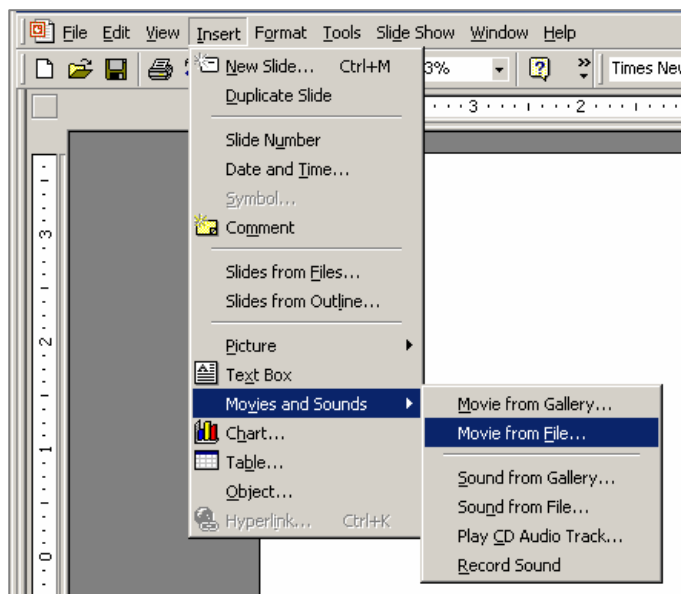 File Edit View Insert Format Tools Slide Show Window Help
3% Times Nev
3 2
New Slide... Ctrl+M
Duplicate Slide
Slide Number
Date and Time...
Symbol...
Comment
Slides from Files...
Slides from Outline...
Picture
Text Box
Movies and Sounds
Chart...
Table...
Object...
Hyperlink... Ctrl+K
Movie from Gallery...
Movie from File...
Sound from Gallery...
Sound from File...
Play CD Audio Track...
Record Sound
3
2
1
0